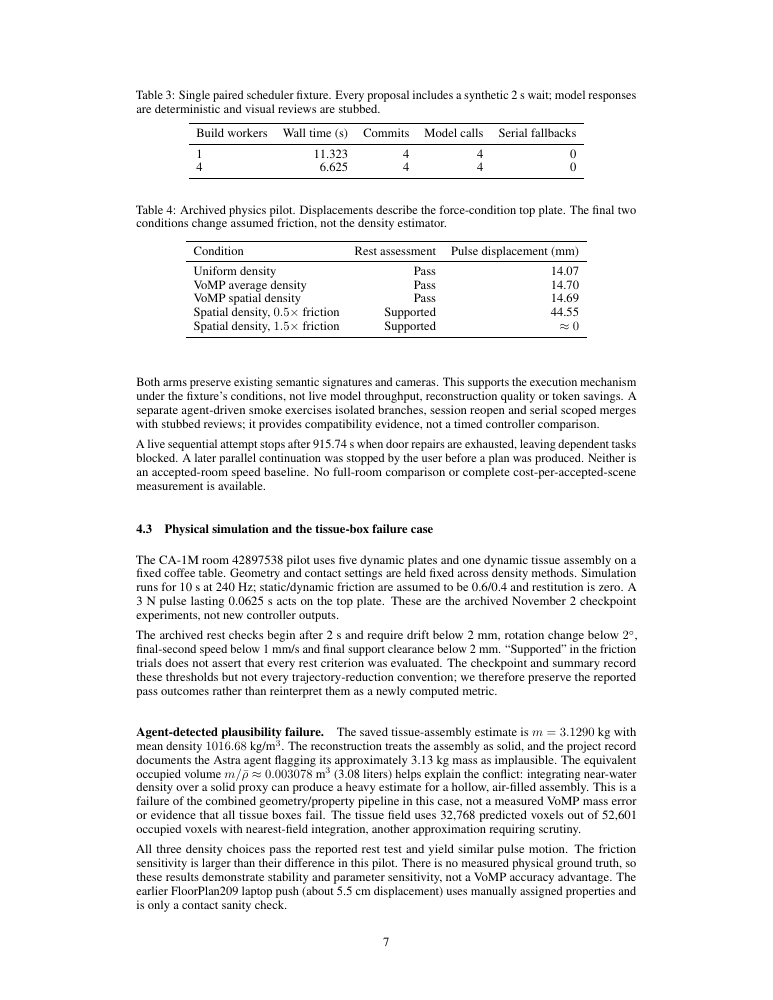 Table 3: Single paired scheduler fixture. Every proposal includes a synthetic 2 s wait; model responses
are deterministic and visual reviews are stubbed.
Build workers Wall time (s) Commits Model calls Serial fallbacks
1 11.323 4 4 0
4 6.625 4 4 0
Table 4: Archived physics pilot. Displacements describe the force-condition top plate. The final two
conditions change assumed friction, not the density estimator.
Condition Rest assessment Pulse displacement (mm)
Uniform density Pass 14.07
VoMP average density Pass 14.70
VoMP spatial density Pass 14.69
Spatial density, 0.5× friction Supported 44.55
Spatial density, 1.5× friction Supported ≈ 0
Both arms preserve existing semantic signatures and cameras. This supports the execution mechanism
under the fixture's conditions, not live model throughput, reconstruction quality or token savings. A
separate agent-driven smoke exercises isolated branches, session reopen and serial scoped merges
with stubbed reviews; it provides compatibility evidence, not a timed controller comparison.
A live sequential attempt stops after 915.74 s when door repairs are exhausted, leaving dependent tasks
blocked. A later parallel continuation was stopped by the user before a plan was produced. Neither is
an accepted-room speed baseline. No full-room comparison or complete cost-per-accepted-scene
measurement is available.
4.3 Physical simulation and the tissue-box failure case
The CA-1M room 42897538 pilot uses five dynamic plates and one dynamic tissue assembly on a
fixed coffee table. Geometry and contact settings are held fixed across density methods. Simulation
runs for 10 s at 240 Hz; static/dynamic friction are assumed to be 0.6/0.4 and restitution is zero. A
3 N pulse lasting 0.0625 s acts on the top plate. These are the archived November 2 checkpoint
experiments, not new controller outputs.
The archived rest checks begin after 2 s and require drift below 2 mm, rotation change below 2°,
final-second speed below 1 mm/s and final support clearance below 2 mm. “Supported” in the friction
trials does not assert that every rest criterion was evaluated. The checkpoint and summary record
these thresholds but not every trajectory-reduction convention; we therefore preserve the reported
pass outcomes rather than reinterpret them as a newly computed metric.
Agent-detected plausibility failure. The saved tissue-assembly estimate is m = 3.1290 kg with
mean density 1016.68 kg/m³. The reconstruction treats the assembly as solid, and the project record
documents the Astra agent flagging its approximately 3.13 kg mass as implausible. The equivalent
occupied volume m/ρ̄ ≈ 0.003078 m³ (3.08 liters) helps explain the conflict: integrating near-water
density over a solid proxy can produce a heavy estimate for a hollow, air-filled assembly. This is a
failure of the combined geometry/property pipeline in this case, not a measured VoMP mass error
or evidence that all tissue boxes fail. The tissue field uses 32,768 predicted voxels out of 52,601
occupied voxels with nearest-field integration, another approximation requiring scrutiny.
All three density choices pass the reported rest test and yield similar pulse motion. The friction
sensitivity is larger than their difference in this pilot. There is no measured physical ground truth, so
these results demonstrate stability and parameter sensitivity, not a VoMP accuracy advantage. The
earlier FloorPlan209 laptop push (about 5.5 cm displacement) uses manually assigned properties and
is only a contact sanity check.
7